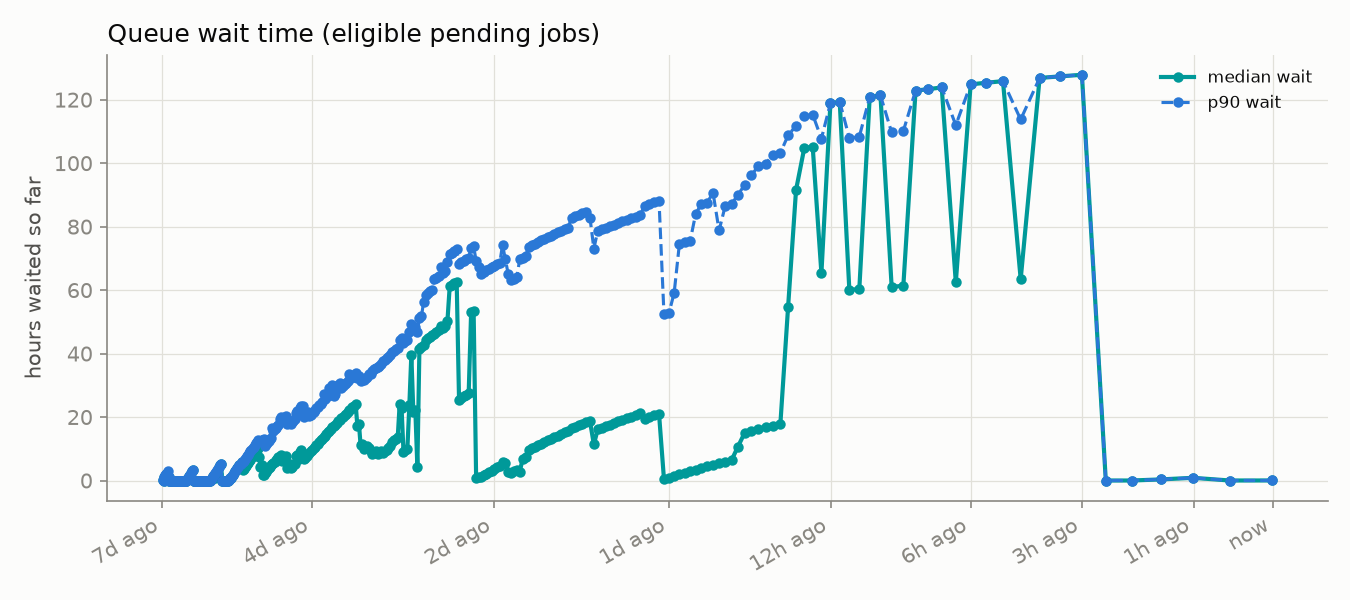 Queue wait time (eligible pending jobs)
median wait
p90 wait
hours waited so far
120
100
80
60
40
20
0
7d ago
4d ago
2d ago
1d ago
12h ago
6h ago
3h ago
1h ago
now